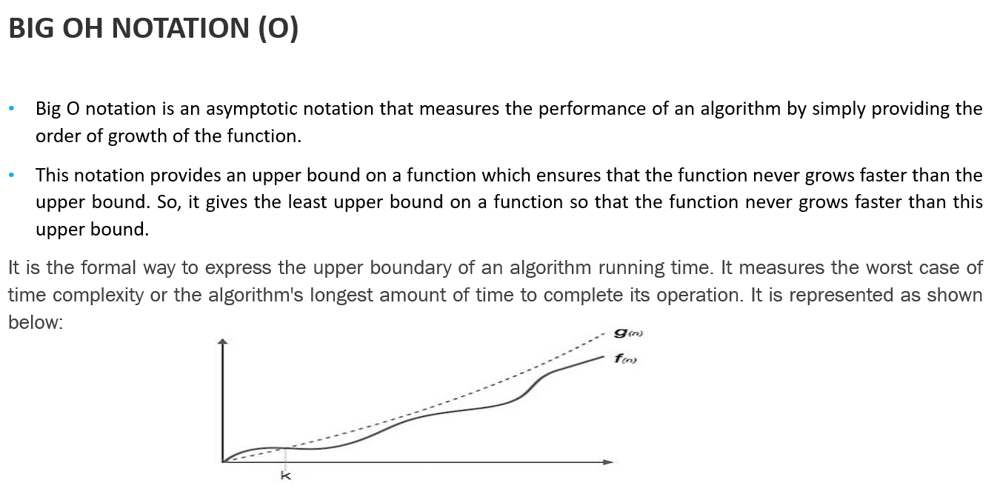 BIG OH NOTATION (O)
• Big O notation is an asymptotic notation that measures the performance of an algorithm by simply providing the
order of growth of the function.
• This notation provides an upper bound on a function which ensures that the function never grows faster than the
upper bound. So, it gives the least upper bound on a function so that the function never grows faster than this
upper bound.
It is the formal way to express the upper boundary of an algorithm running time. It measures the worst case of
time complexity or the algorithm's longest amount of time to complete its operation. It is represented as shown
below:
g(n)
f(n)
k